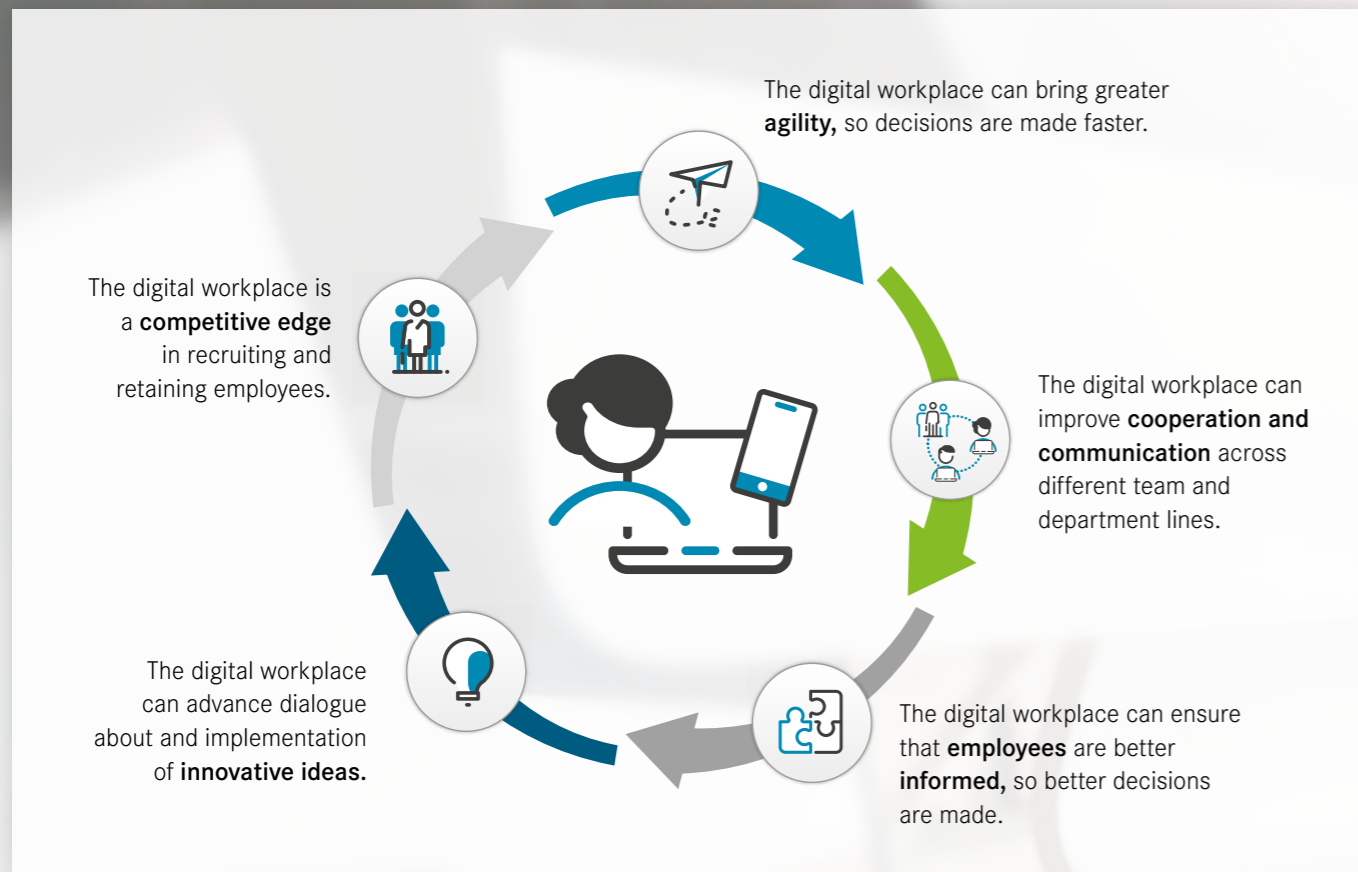 The digital workplace can bring greater
agility, so decisions are made faster.
The digital workplace can
improve cooperation and
communication across
different team and
department lines.
The digital workplace can ensure
that employees are better
informed, so better decisions
are made.
The digital workplace
can advance dialogue
about and implementation
of innovative ideas.
The digital workplace is
a competitive edge
in recruiting and
retaining employees.